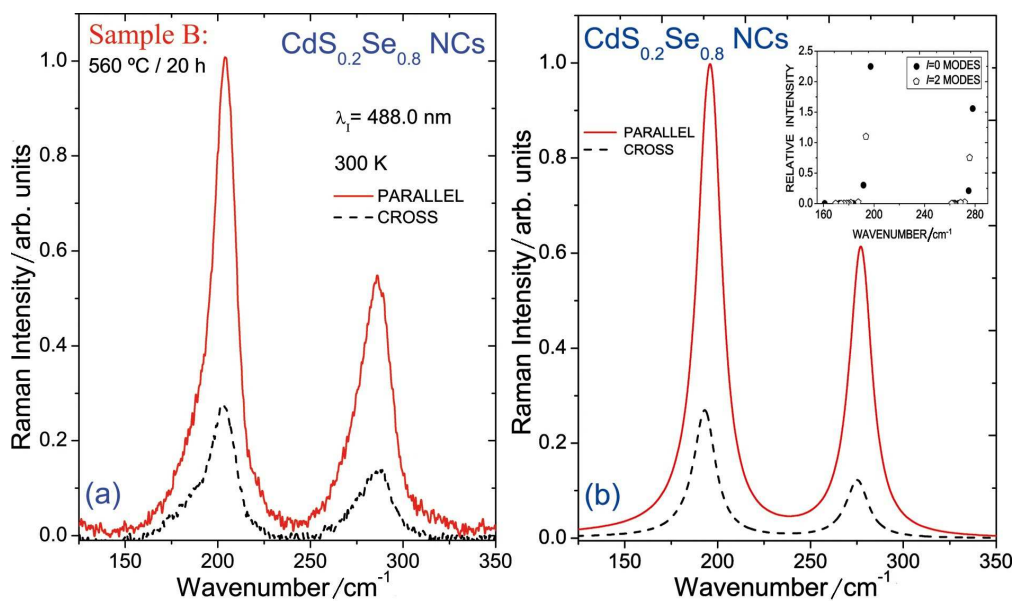 Sample B:
560 ºC / 20 h
CdS0.2Se0.8 NCs
λI= 488.0 nm
300 K
PARALLEL
CROSS
(a)
Raman Intensity/arb. units
1.0
0.8
0.6
0.4
0.2
0.0
150 200 250 300 350
Wavenumber/cm-1
CdS0.2Se0.8 NCs
PARALLEL
CROSS
(b)
Raman Intensity/arb. units
1.0
0.8
0.6
0.4
0.2
0.0
150 200 250 300 350
Wavenumber/cm-1
l=0 MODES
l=2 MODES
RELATIVE INTENSITY
2.5
2.0
1.5
1.0
0.5
0.0
160 200 240 280
WAVENUMBER/cm-1